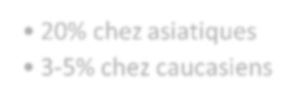 • 20% chez asiatiques
• 3-5% chez caucasiens